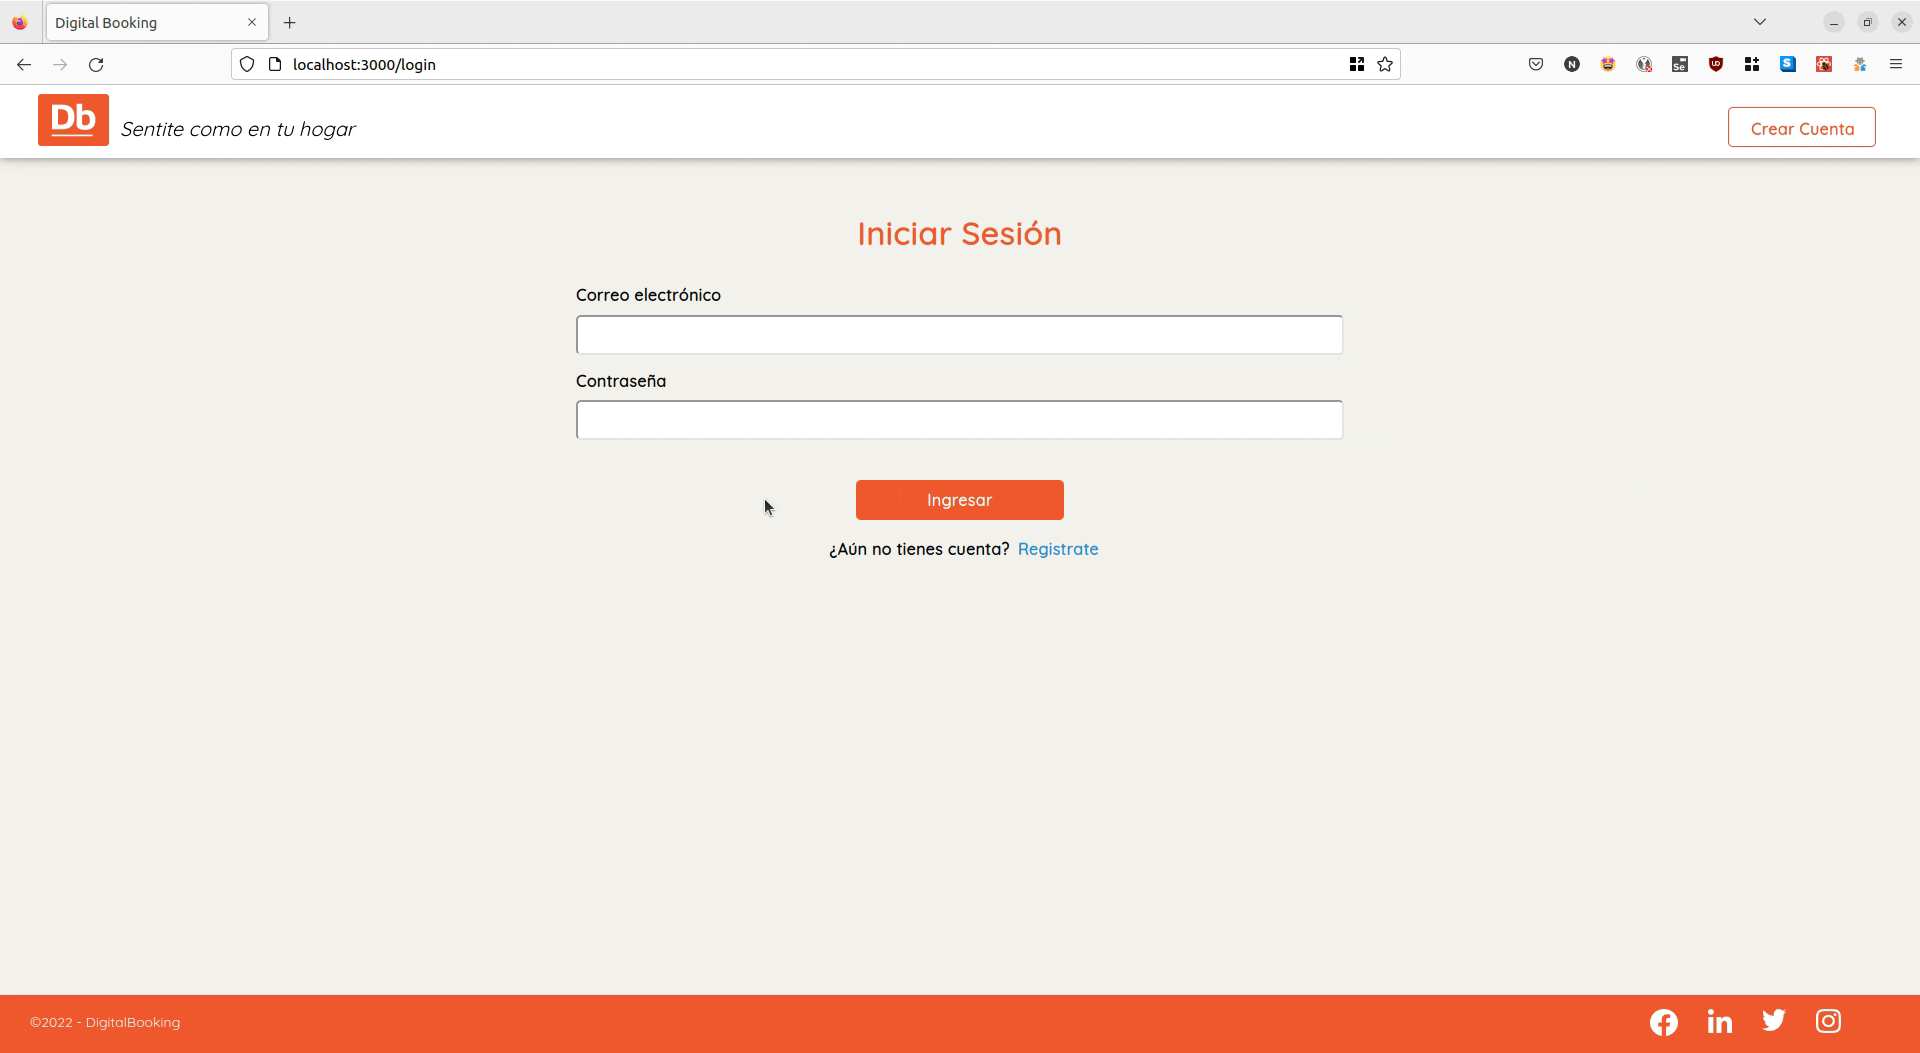 Digital Booking
localhost:3000/login
Db
Sentite como en tu hogar
Crear Cuenta
Iniciar Sesión
Correo electrónico
Contraseña
Ingresar
¿Aún no tienes cuenta? Registrate
©2022 - DigitalBooking